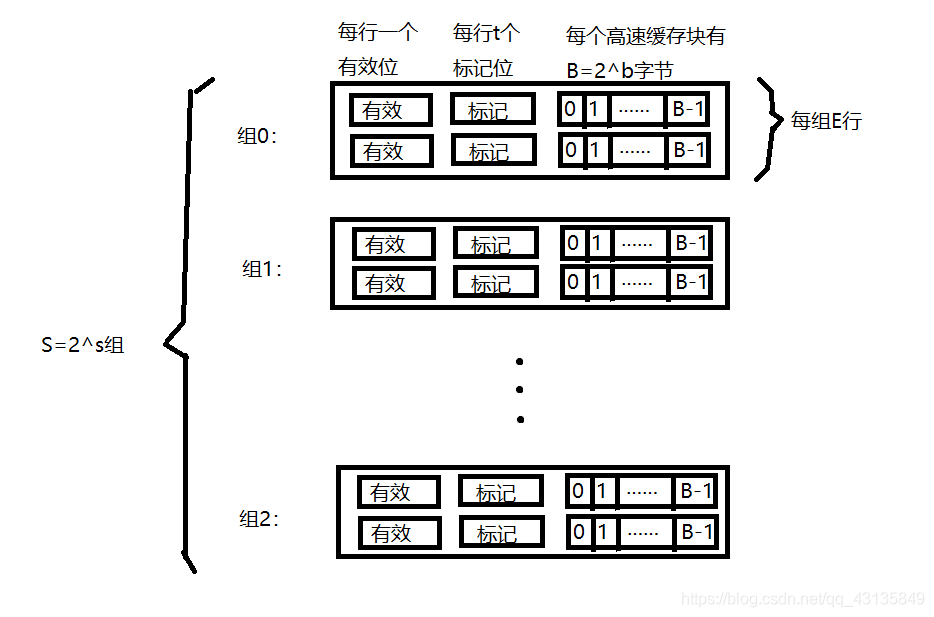 每行一个
有效位
每行t个
标记位
每个高速缓存块有
B=2^b字节
组0:
有效 标记 0 1 ...... B-1
有效 标记 0 1 ...... B-1
每组E行
组1:
有效 标记 0 1 ...... B-1
有效 标记 0 1 ...... B-1
S=2^s组
组2:
有效 标记 0 1 ...... B-1
有效 标记 0 1 ...... B-1
https://blog.csdn.net/qq_43135849